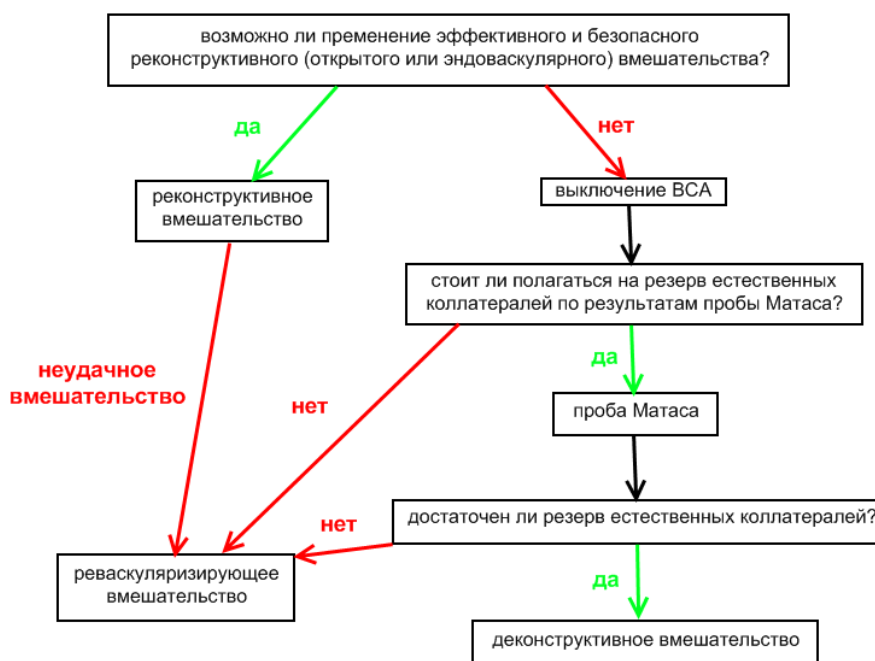 возможно ли пременение эффективного и безопасного
реконструктивного (открытого или эндоваскулярного) вмешательства?
да
нет
реконструктивное
вмешательство
выключение ВСА
стоит ли полагаться на резерв естественных
коллатералей по результатам пробы Матаса?
неудачное
вмешательство
нет
да
проба Матаса
достаточен ли резерв естественных коллатералей?
нет
реваскуляризирующее
вмешательство
да
деконструктивное вмешательство